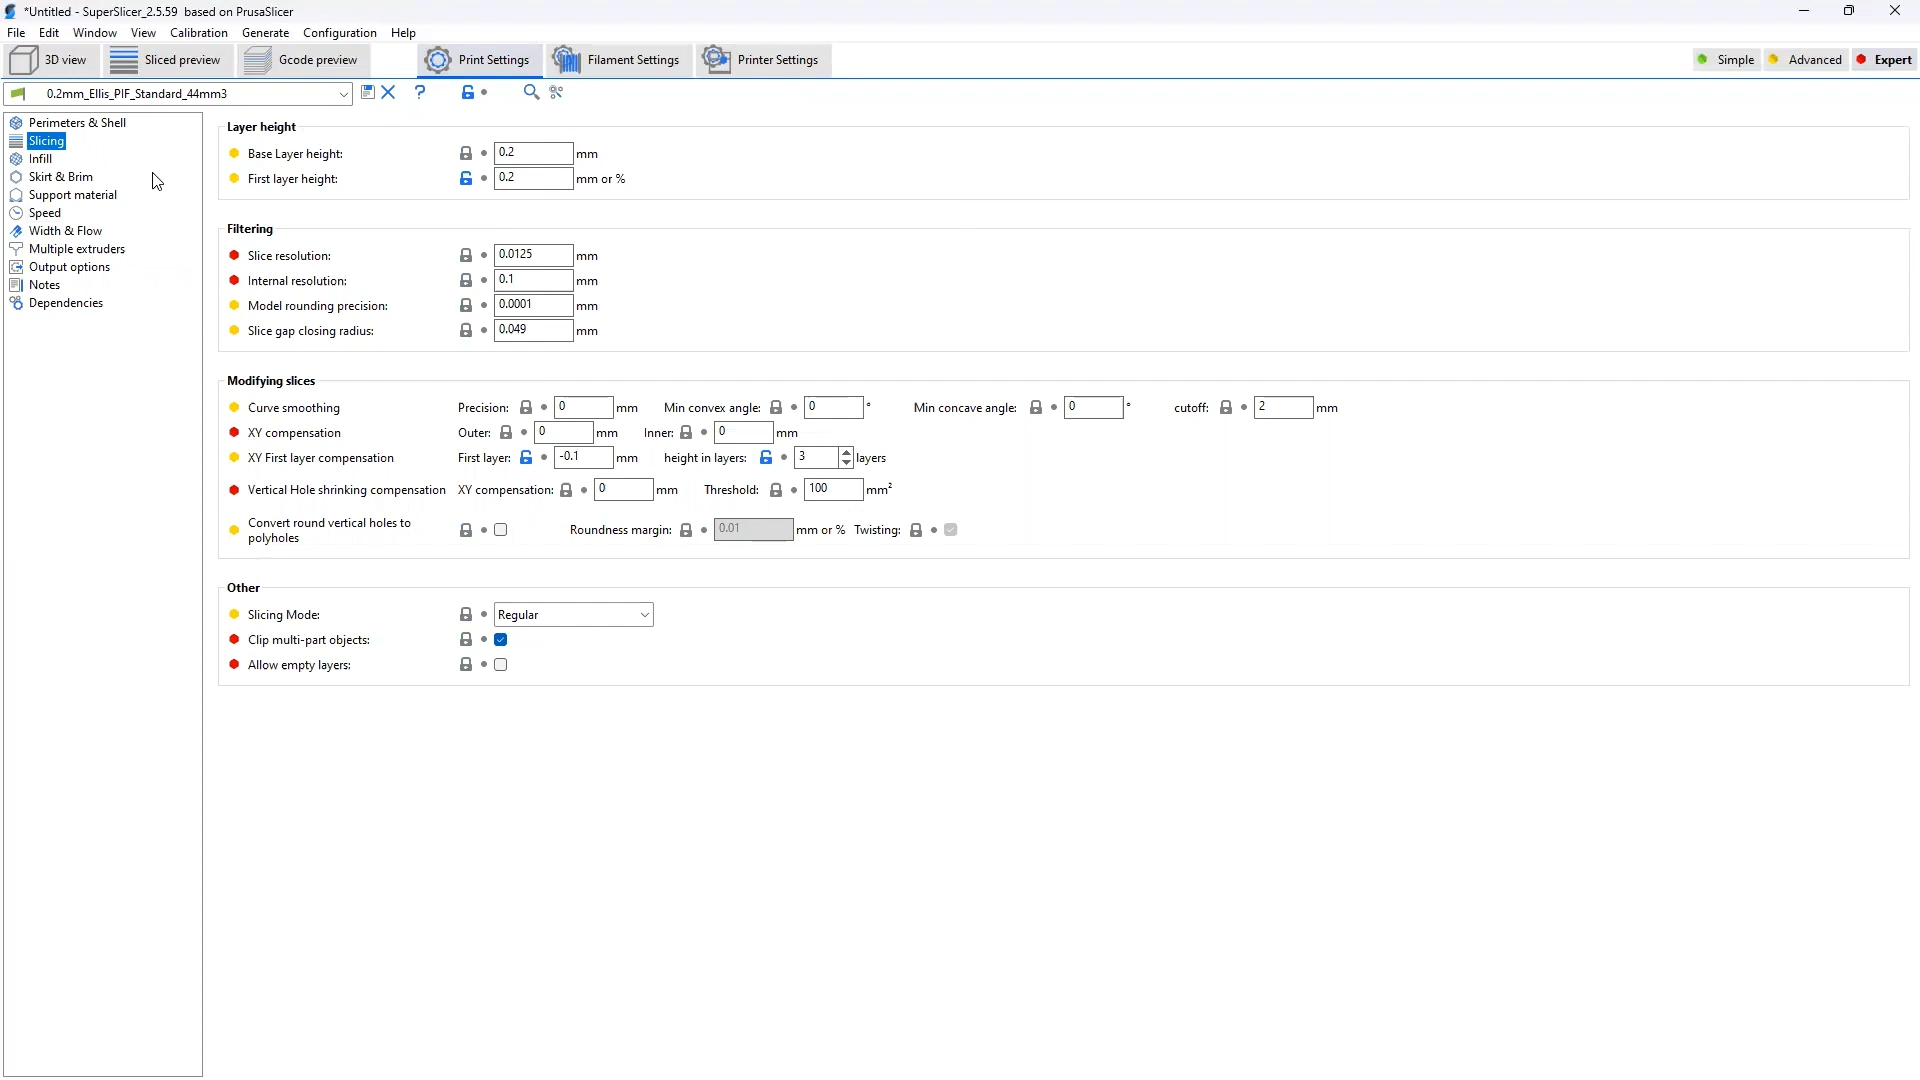 *Untitled - SuperSlicer_2.5.59 based on PrusaSlicer
File Edit Window View Calibration Generate Configuration Help
3D view Sliced preview Gcode preview Print Settings Filament Settings Printer Settings Simple Advanced Expert
0.2mm_Ellis_PIF_Standard_44mm3 ?
Perimeters & Shell
Slicing
Infill
Skirt & Brim
Support material
Speed
Width & Flow
Multiple extruders
Output options
Notes
Dependencies
Layer height
Base Layer height: 0.2 mm
First layer height: 0.2 mm or %
Filtering
Slice resolution: 0.0125 mm
Internal resolution: 0.1 mm
Model rounding precision: 0.0001 mm
Slice gap closing radius: 0.049 mm
Modifying slices
Curve smoothing Precision: 0 mm Min convex angle: 0 ° Min concave angle: 0 ° cutoff: 2 mm
XY compensation Outer: 0 mm Inner: 0 mm
XY First layer compensation First layer: -0.1 mm height in layers: 3 layers
Vertical Hole shrinking compensation XY compensation: 0 mm Threshold: 100 mm²
Convert round vertical holes to
polyholes Roundness margin: 0.01 mm or % Twisting:
Other
Slicing Mode: Regular
Clip multi-part objects:
Allow empty layers: